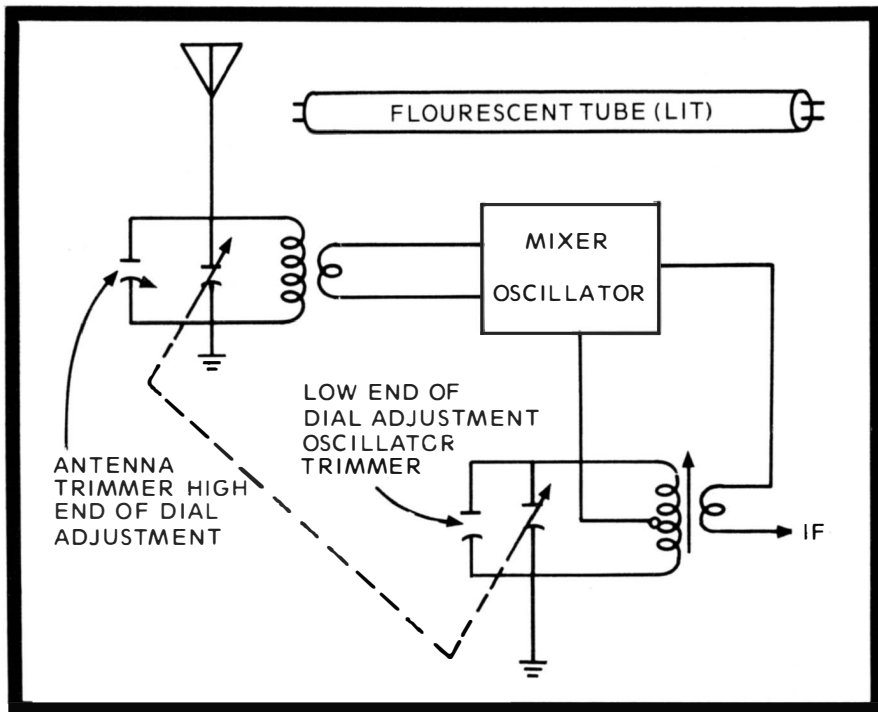 FLOURESCENT TUBE (LIT)
MIXER
OSCILLATOR
LOW END OF
DIAL ADJUSTMENT
OSCILLATOR
TRIMMER
ANTENNA
TRIMMER HIGH
END OF DIAL
ADJUSTMENT
IF